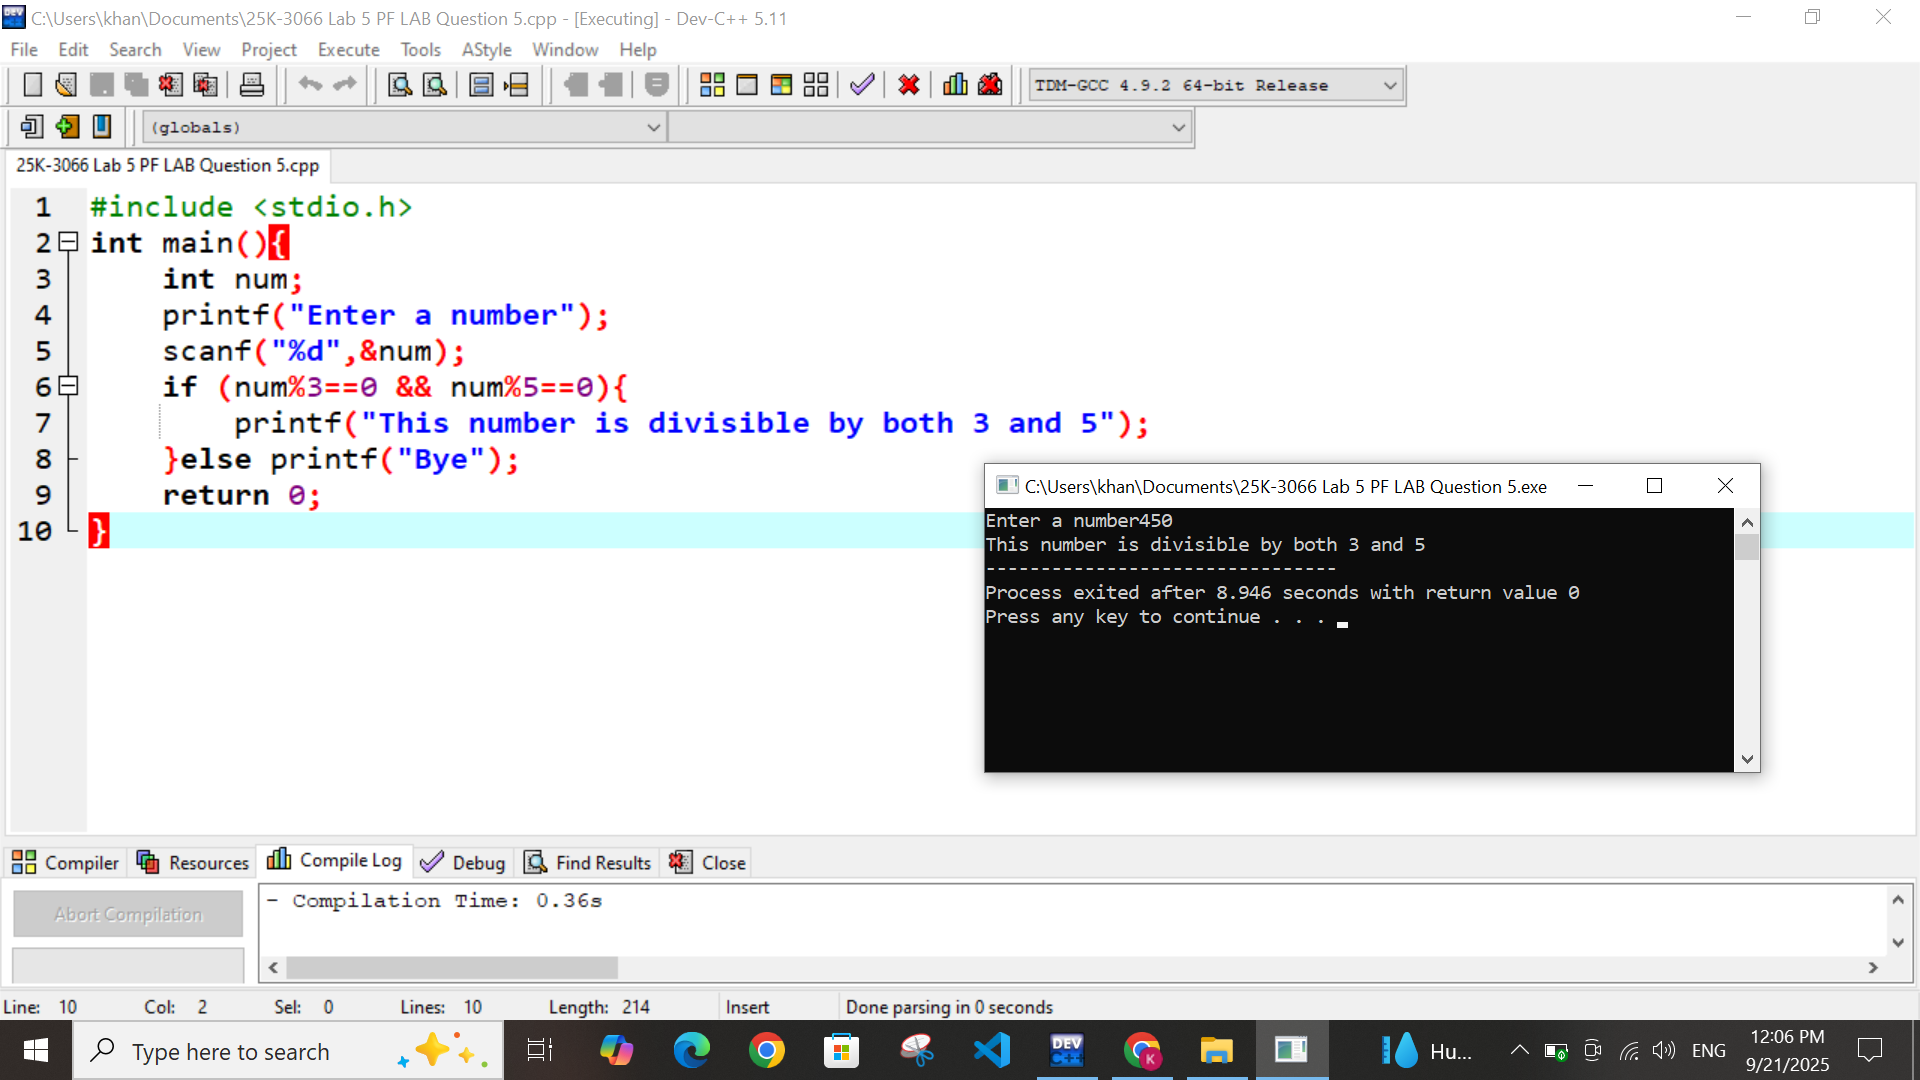 C:\Users\khan\Documents\25K-3066 Lab 5 PF LAB Question 5.cpp - [Executing] - Dev-C++ 5.11
File Edit Search View Project Execute Tools AStyle Window Help
TDM-GCC 4.9.2 64-bit Release
(globals)
25K-3066 Lab 5 PF LAB Question 5.cpp
1 #include <stdio.h>
2 int main(){
3 int num;
4 printf("Enter a number");
5 scanf("%d",&num);
6 if (num%3==0 && num%5==0){
7 printf("This number is divisible by both 3 and 5");
8 }else printf("Bye");
9 return 0;
10 }
C:\Users\khan\Documents\25K-3066 Lab 5 PF LAB Question 5.exe
Enter a number450
This number is divisible by both 3 and 5
--------------------------------
Process exited after 8.946 seconds with return value 0
Press any key to continue . . .
Compiler Resources Compile Log Debug Find Results Close
Abort Compilation
- Compilation Time: 0.36s
Line: 10 Col: 2 Sel: 0 Lines: 10 Length: 214 Insert Done parsing in 0 seconds
Type here to search
DEV C++
K
Hu...
ENG
12:06 PM
9/21/2025